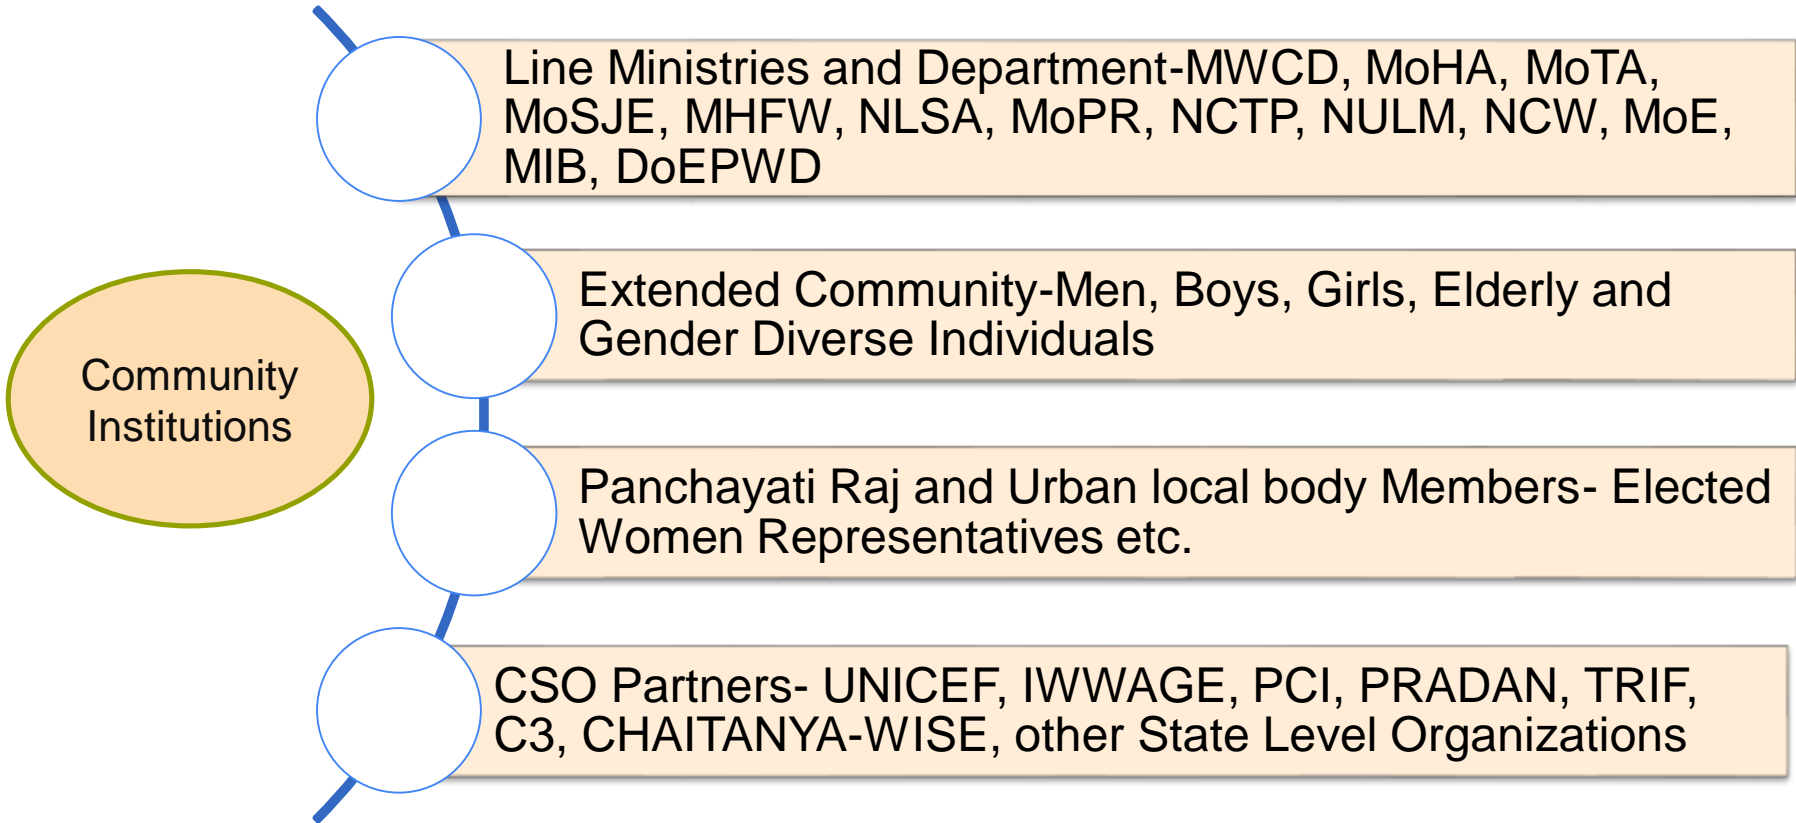 Line Ministries and Department-MWCD, MoHA, MoTA,
MoSJE, MHFW, NLSA, MoPR, NCTP, NULM, NCW, MoE,
MIB, DoEPWD
Extended Community-Men, Boys, Girls, Elderly and
Gender Diverse Individuals
Community
Institutions
Panchayati Raj and Urban local body Members- Elected
Women Representatives etc.
CSO Partners- UNICEF, IWWAGE, PCI, PRADAN, TRIF,
C3, CHAITANYA-WISE, other State Level Organizations